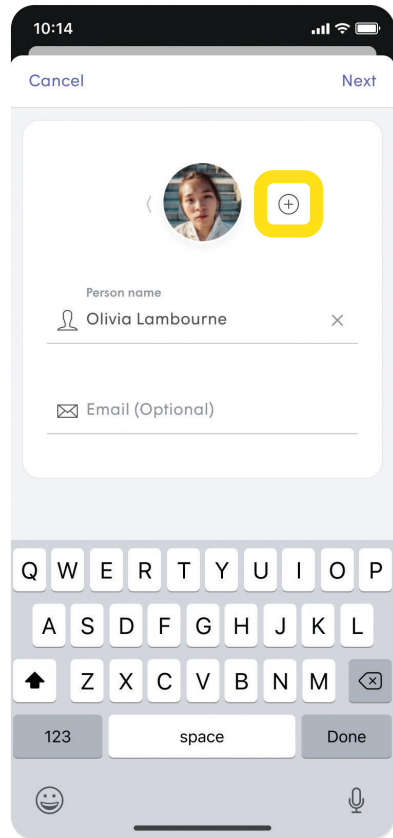 10:14
Cancel Next
Person name
Olivia Lambourne
Email (Optional)
Q W E R T Y U I O P
A S D F G H J K L
Z X C V B N M
123 space Done